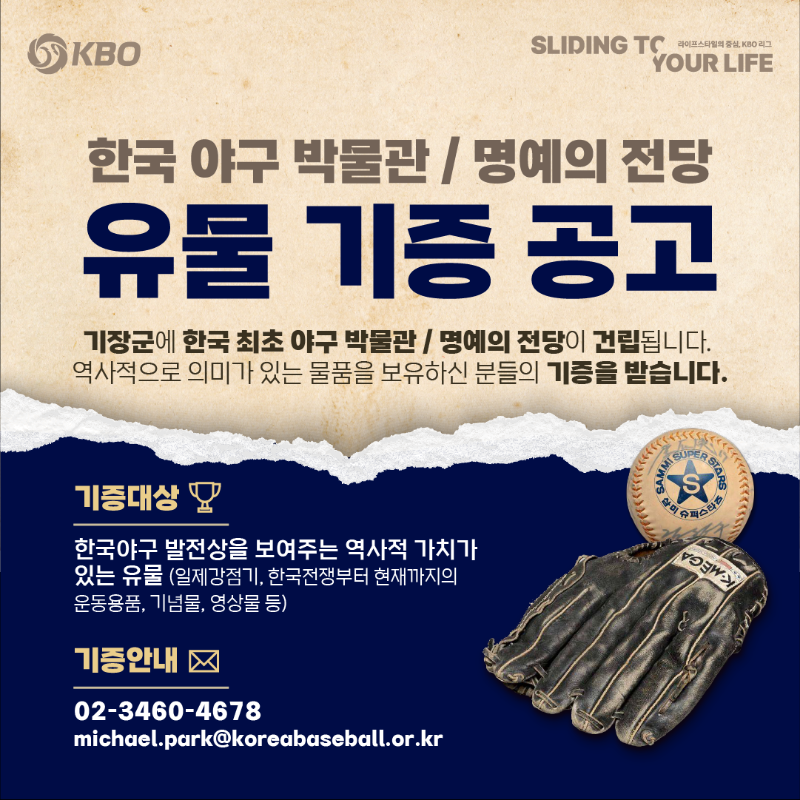 KBO
SLIDING TO
라이프스타일의 중심, KBO 리그
YOUR LIFE
한국 야구 박물관 / 명예의 전당
유물 기증 공고
기장군에 한국 최초 야구 박물관 / 명예의 전당이 건립됩니다.
역사적으로 의미가 있는 물품을 보유하신 분들의 기증을 받습니다.
SAMMI SUPER STARS
S
삼미 슈퍼스타즈
K-MEGA
기증대상
한국야구 발전상을 보여주는 역사적 가치가
있는 유물 (일제강점기, 한국전쟁부터 현재까지의
운동용품, 기념물, 영상물 등)
기증안내
02-3460-4678
michael.park@koreabaseball.or.kr